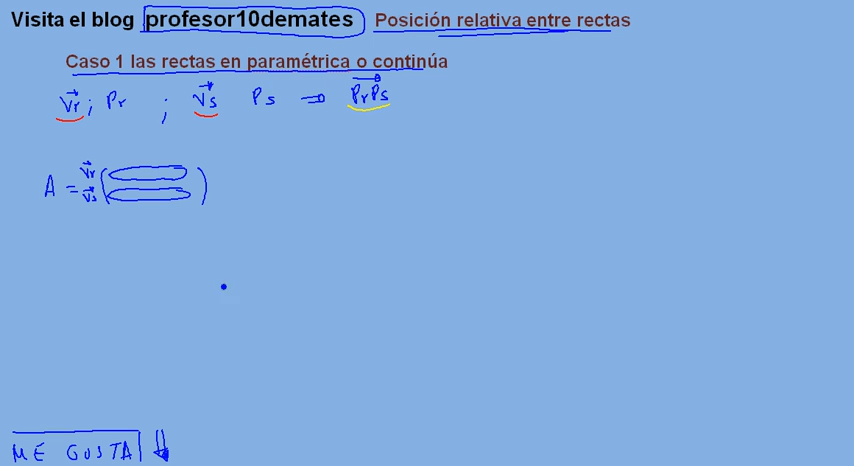 Visita el blog profesor10demates Posición relativa entre rectas
Caso 1 las rectas en paramétrica o continúa
Vr ; Pr ; Vs Ps ⇒ PrPs
Vr
A =
Vs
ME GUSTA